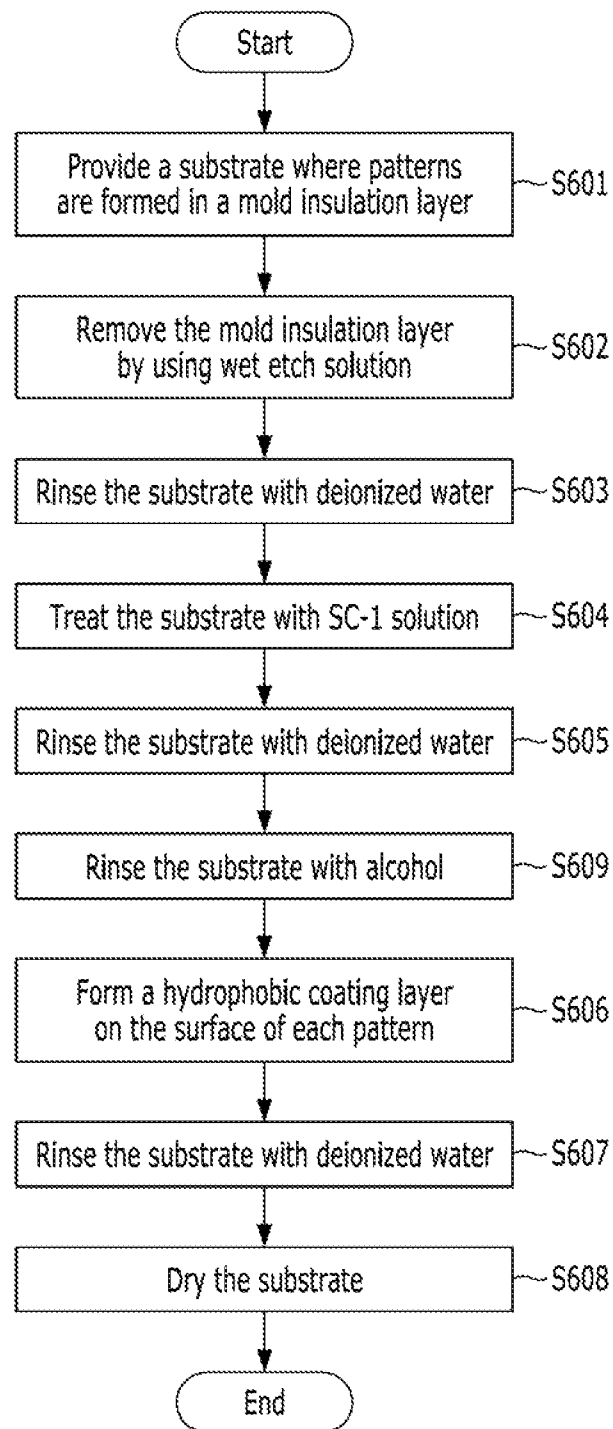 Start
Provide a substrate where patterns
are formed in a mold insulation layer
S601
Remove the mold insulation layer
by using wet etch solution
S602
Rinse the substrate with deionized water
S603
Treat the substrate with SC-1 solution
S604
Rinse the substrate with deionized water
S605
Rinse the substrate with alcohol
S609
Form a hydrophobic coating layer
on the surface of each pattern
S606
Rinse the substrate with deionized water
S607
Dry the substrate
S608
End